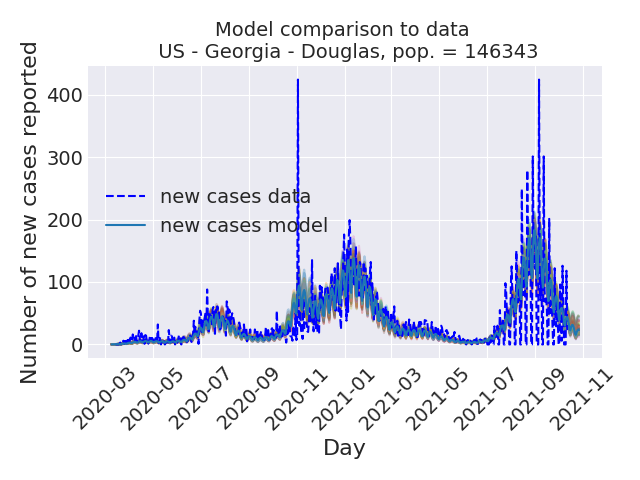 Model comparison to data
US - Georgia - Douglas, pop. = 146343
Number of new cases reported
400
300
200
100
0
new cases data
new cases model
2020-03
2020-05
2020-07
2020-09
2020-11
2021-01
2021-03
2021-05
2021-07
2021-09
2021-11
Day